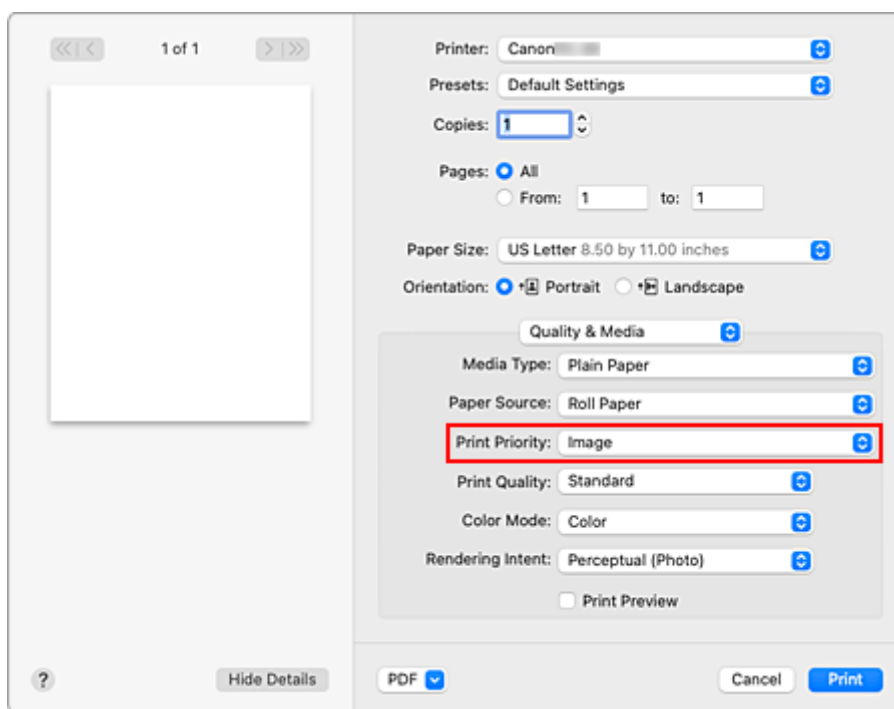 1 of 1
Printer: Canon
Presets: Default Settings
Copies: 1
Pages: All
From: 1 to: 1
Paper Size: US Letter 8.50 by 11.00 inches
Orientation: Portrait Landscape
Quality & Media
Media Type: Plain Paper
Paper Source: Roll Paper
Print Priority: Image
Print Quality: Standard
Color Mode: Color
Rendering Intent: Perceptual (Photo)
Print Preview
? Hide Details PDF Cancel Print